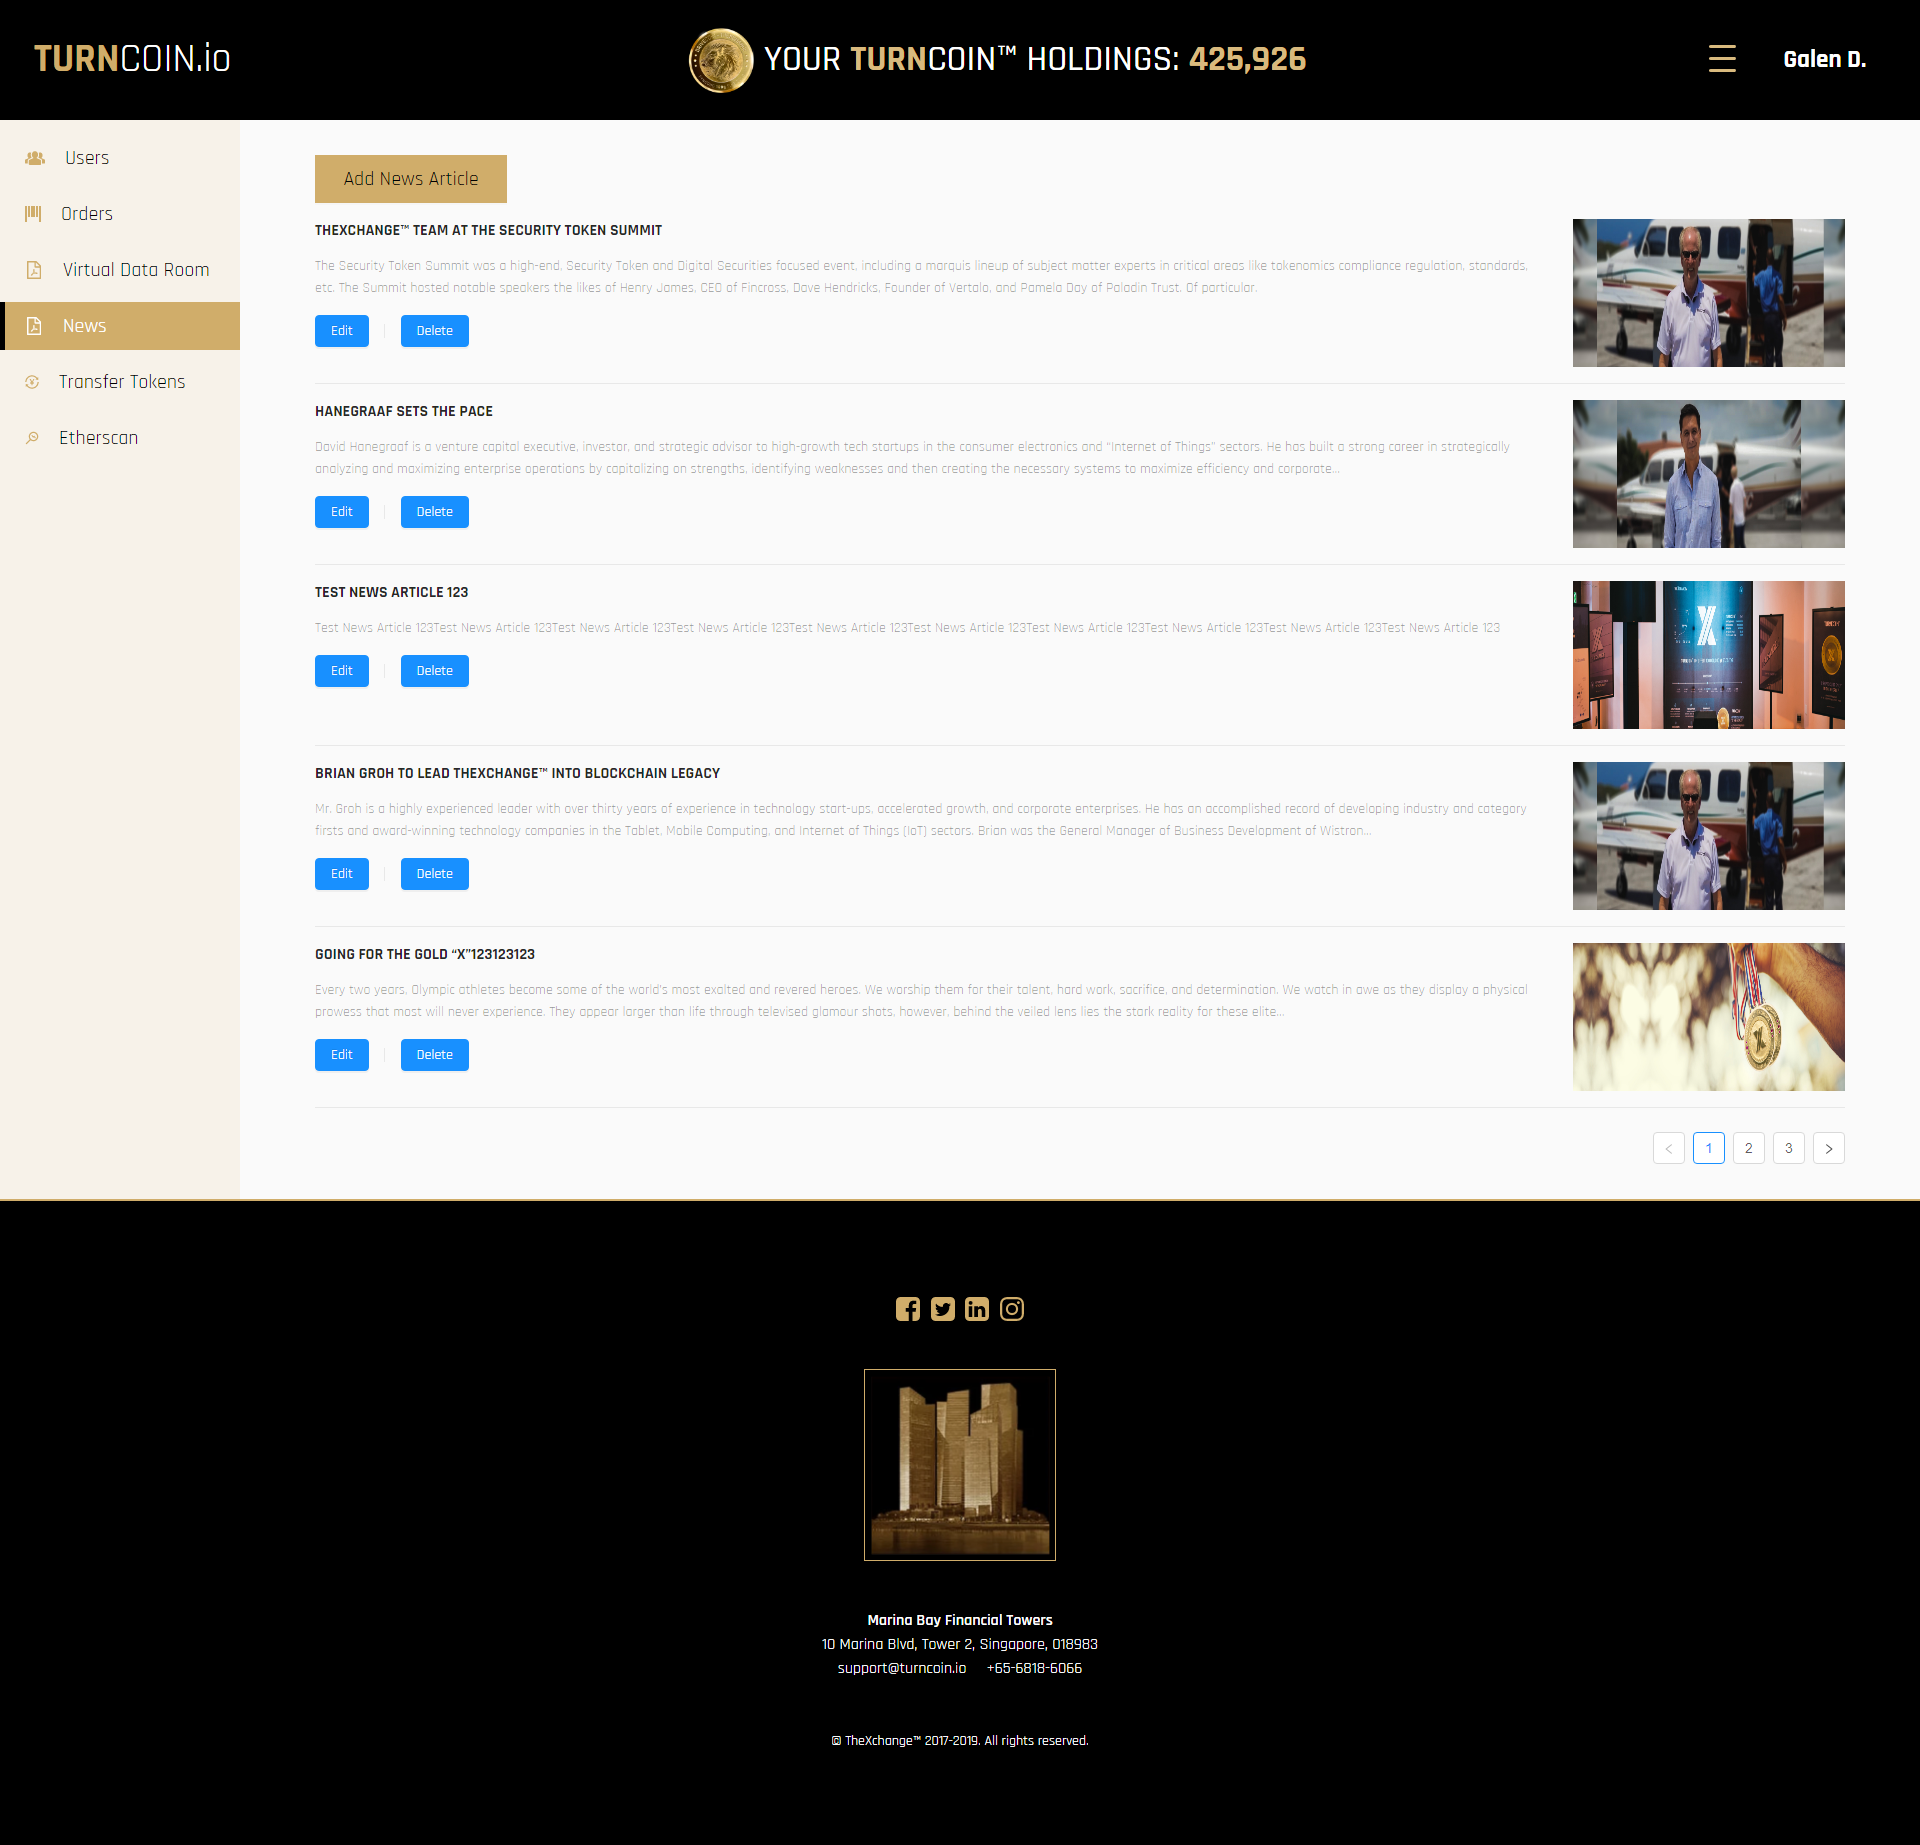 TURNCOIN.io
YOUR TURNCOIN™ HOLDINGS: 425,926
Galen D.
Users
Orders
Virtual Data Room
News
Transfer Tokens
Etherscan
Add News Article
THEXCHANGE™ TEAM AT THE SECURITY TOKEN SUMMIT
The Security Token Summit was a high-end, Security Token and Digital Securities focused event, including a marquis lineup of subject matter experts in critical areas like tokenomics compliance regulation, standards,
etc. The Summit hosted notable speakers the likes of Henry James, CEO of Fincross, Dave Hendricks, Founder of Vertalo, and Pamela Day of Paladin Trust. Of particular.
Edit
Delete
HANEGRAAF SETS THE PACE
David Hanegraaf is a venture capital executive, investor, and strategic advisor to high-growth tech startups in the consumer electronics and "Internet of Things" sectors. He has built a strong career in strategically
analyzing and maximizing enterprise operations by capitalizing on strengths, identifying weaknesses and then creating the necessary systems to maximize efficiency and corporate...
Edit
Delete
TEST NEWS ARTICLE 123
Test News Article 123Test News Article 123Test News Article 123Test News Article 123Test News Article 123Test News Article 123Test News Article 123Test News Article 123Test News Article 123Test News Article 123
Edit
Delete
BRIAN GROH TO LEAD THEXCHANGE™ INTO BLOCKCHAIN LEGACY
Mr. Groh is a highly experienced leader with over thirty years of experience in technology start-ups, accelerated growth, and corporate enterprises. He has an accomplished record of developing industry and category
firsts and award-winning technology companies in the Tablet, Mobile Computing, and Internet of Things (IoT) sectors. Brian was the General Manager of Business Development of Wistron...
Edit
Delete
GOING FOR THE GOLD “X”123123123
Every two years, Olympic athletes become some of the world's most exalted and revered heroes. We worship them for their talent, hard work, sacrifice, and determination. We watch in awe as they display a physical
prowess that most will never experience. They appear larger than life through televised glamour shots, however, behind the veiled lens lies the stark reality for these elite...
Edit
Delete
< 1 2 3 >
Marina Bay Financial Towers
10 Marina Blvd, Tower 2, Singapore, 018983
support@turncoin.io +65-6818-6066
© TheXchange™ 2017-2019. All rights reserved.